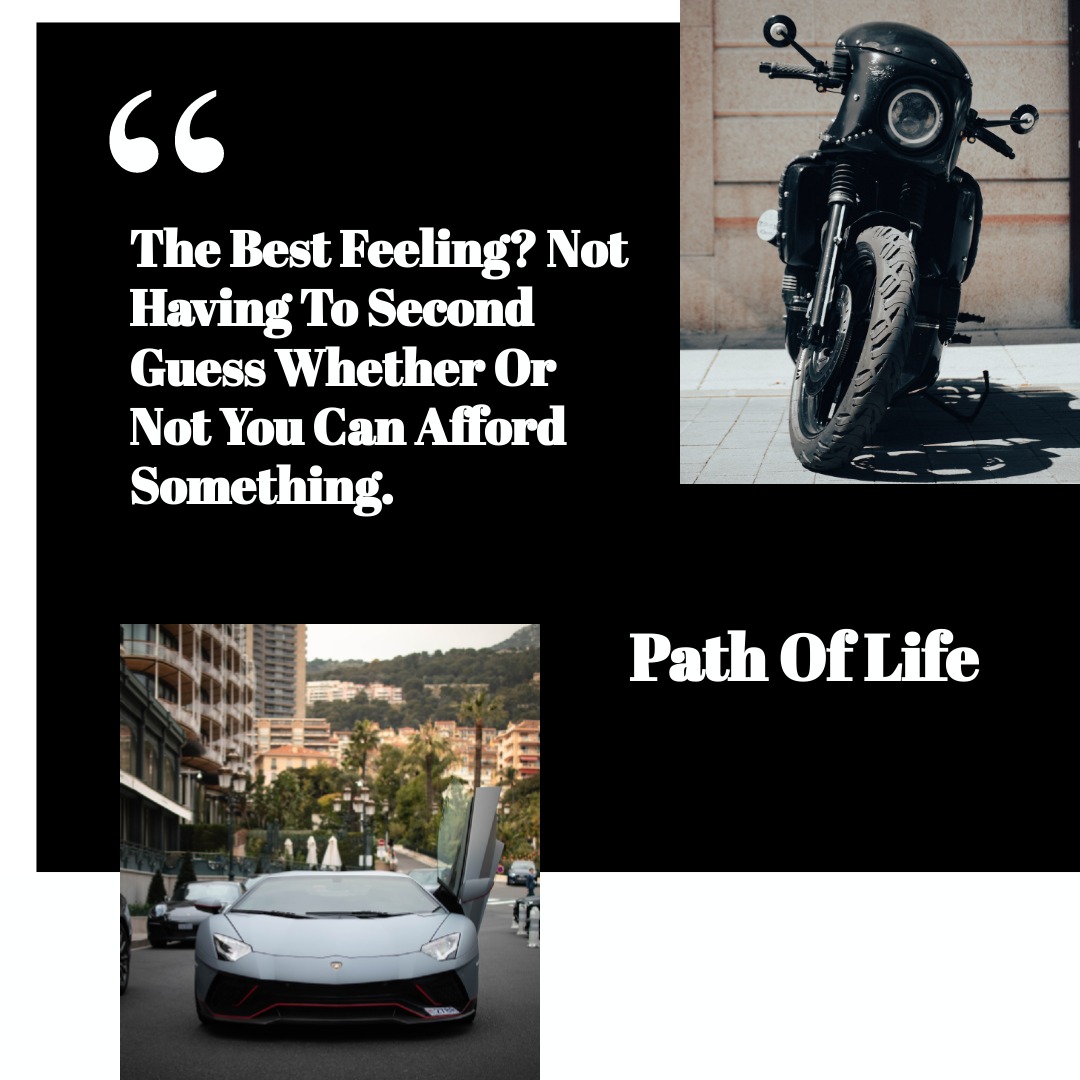 “
The Best Feeling? Not
Having To Second
Guess Whether Or
Not You Can Afford
Something.
Path Of Life